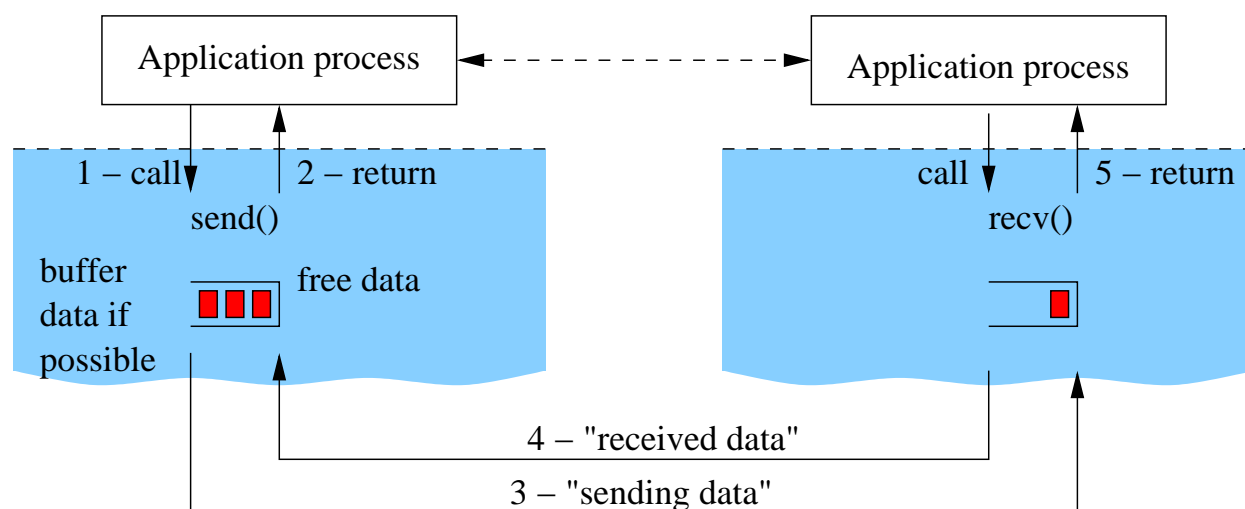 Application process
Application process
1 – call
2 – return
call
5 – return
send()
recv()
buffer
data if
possible
free data
4 – "received data"
3 – "sending data"